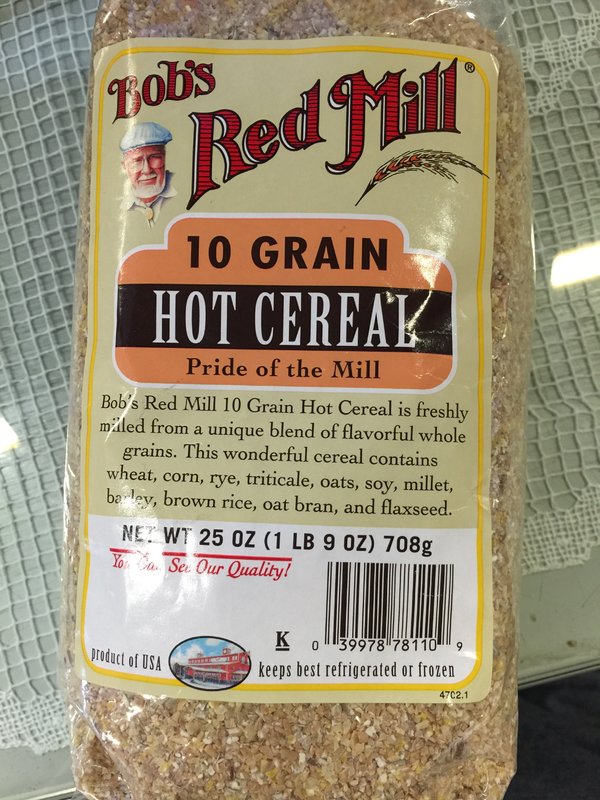 Bob's
Red Mill®
10 GRAIN
HOT CEREAL
Pride of the Mill
Bob's Red Mill 10 Grain Hot Cereal is freshly
milled from a unique blend of flavorful whole
grains. This wonderful cereal contains
wheat, corn, rye, triticale, oats, soy, millet,
barley, brown rice, oat bran, and flaxseed.
NET WT 25 OZ (1 LB 9 OZ) 708g
You Can See Our Quality!
K
0 39978 78110 9
product of USA
keeps best refrigerated or frozen
4702.1